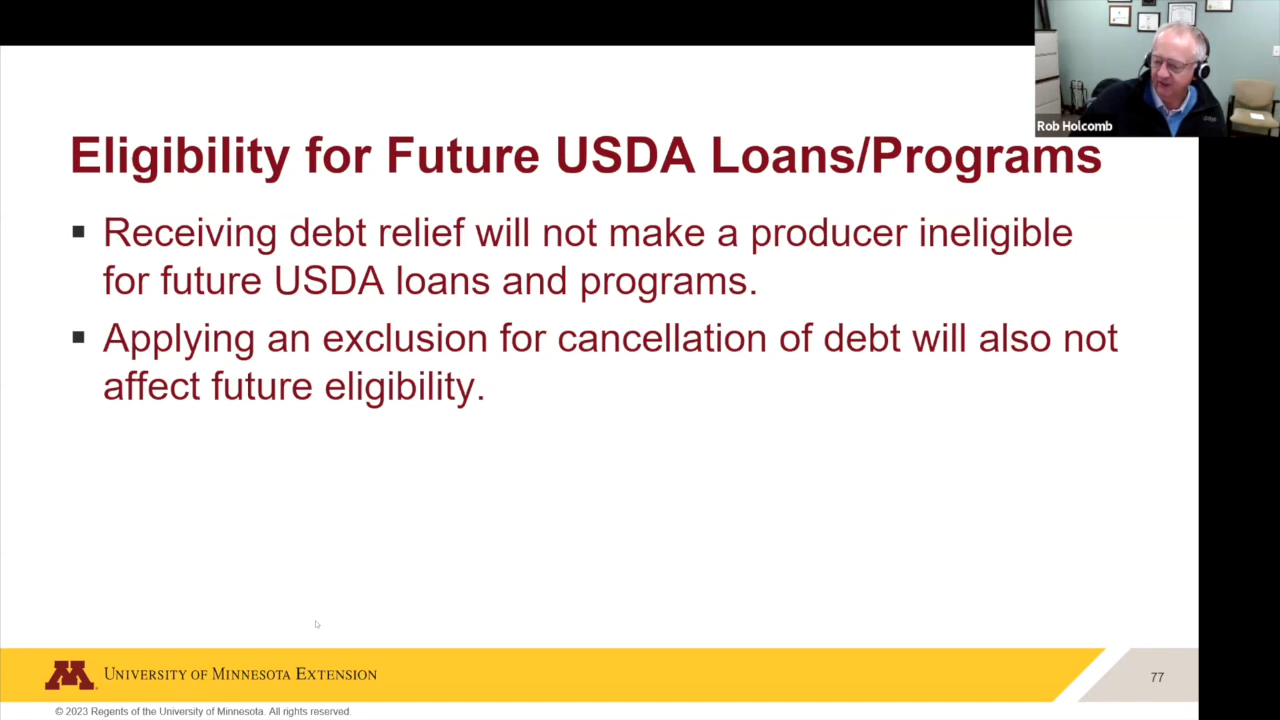 Rob Holcomb
Eligibility for Future USDA Loans/Programs
▪ Receiving debt relief will not make a producer ineligible
for future USDA loans and programs.
▪ Applying an exclusion for cancellation of debt will also not
affect future eligibility.
UNIVERSITY OF MINNESOTA EXTENSION
77
© 2023 Regents of the University of Minnesota. All rights reserved.